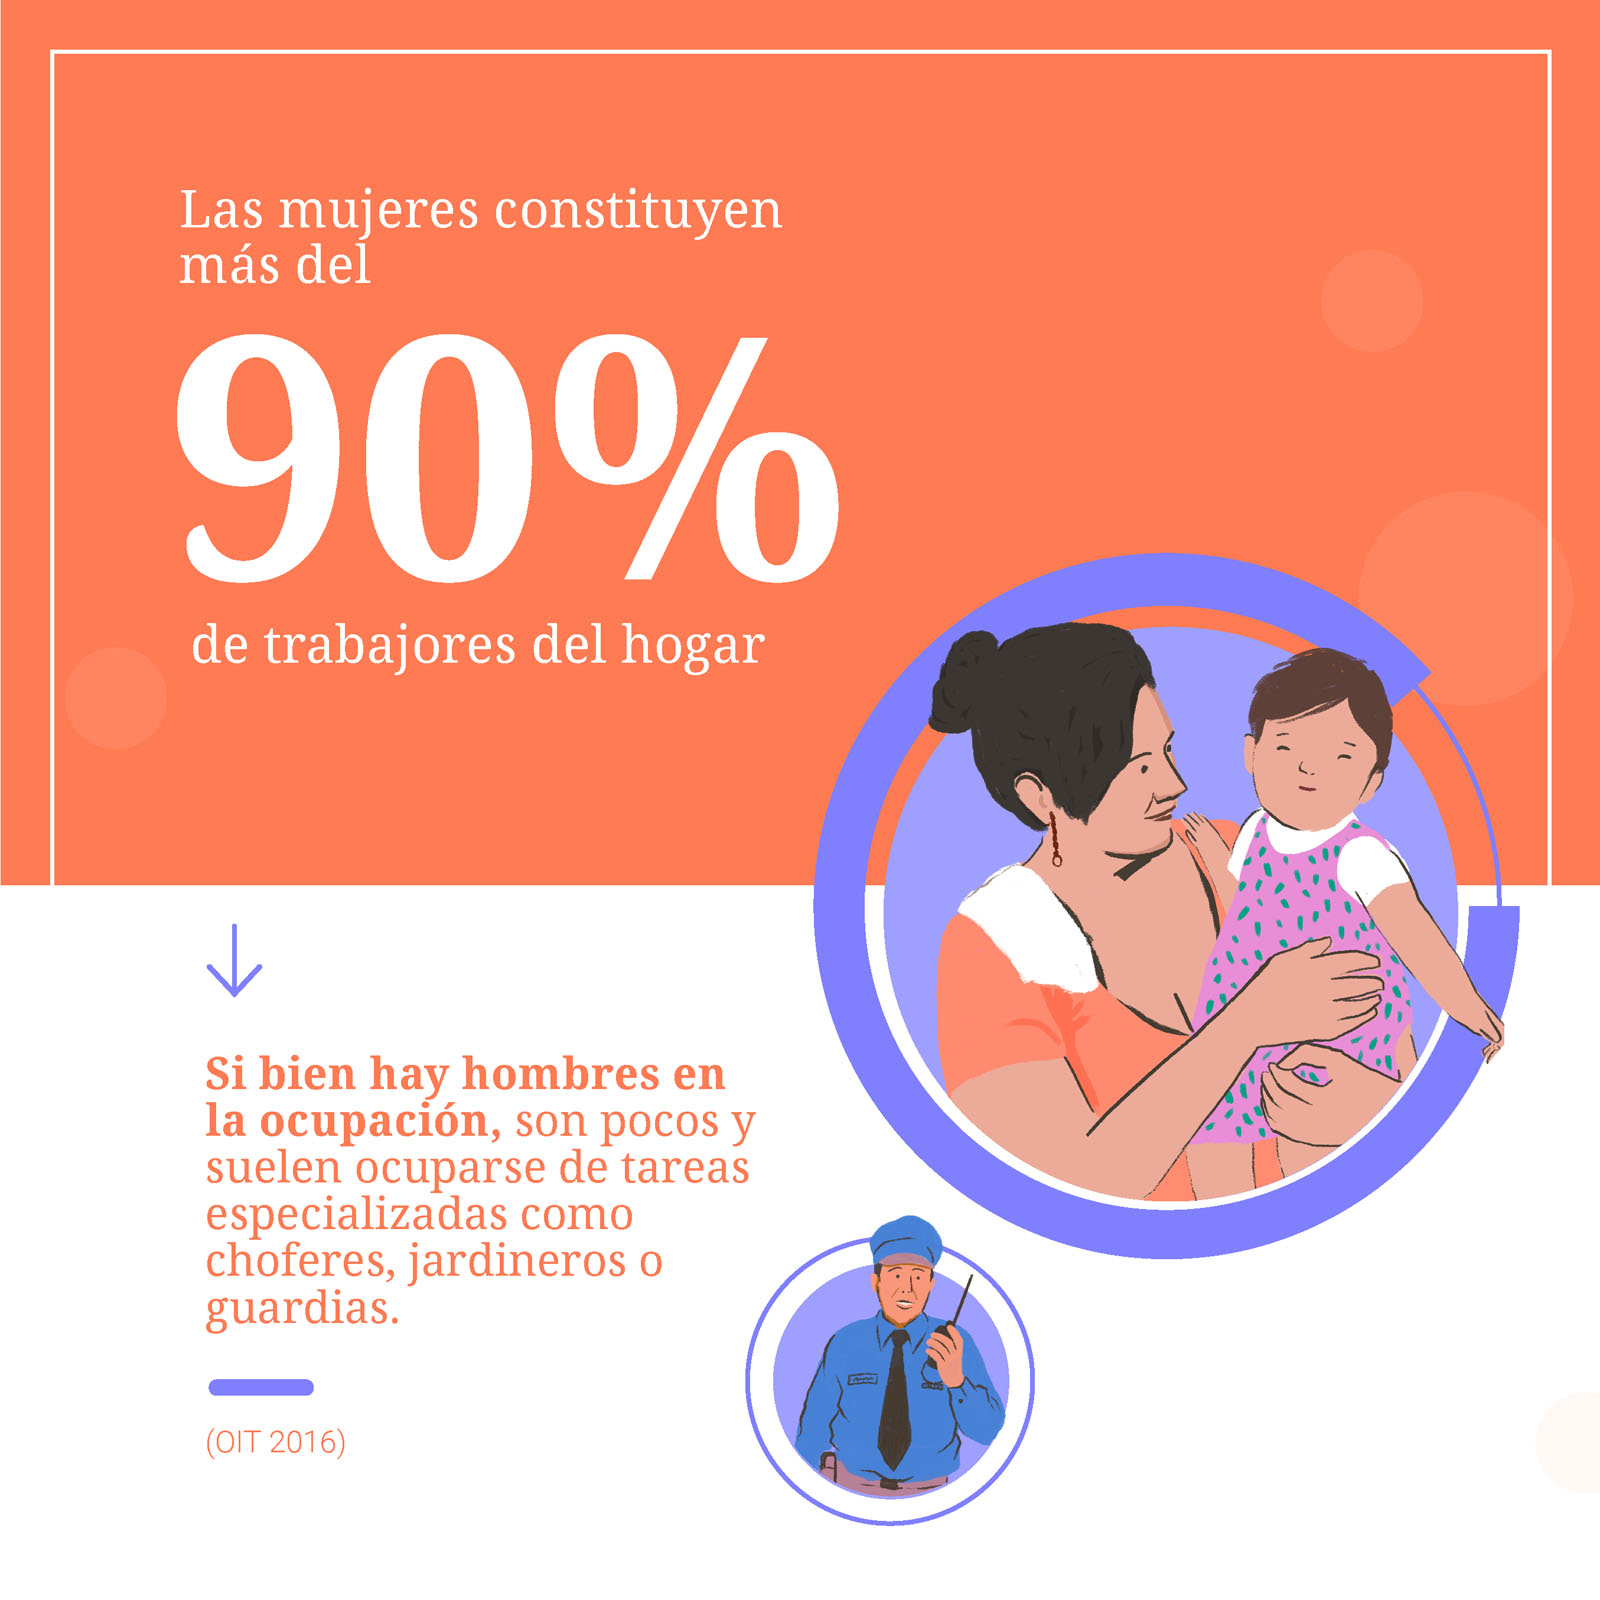 Las mujeres constituyen
más del
90%
de trabajores del hogar
Si bien hay hombres en
la ocupación, son pocos y
suelen ocuparse de tareas
especializadas como
choferes, jardineros o
guardias.
(OIT 2016)